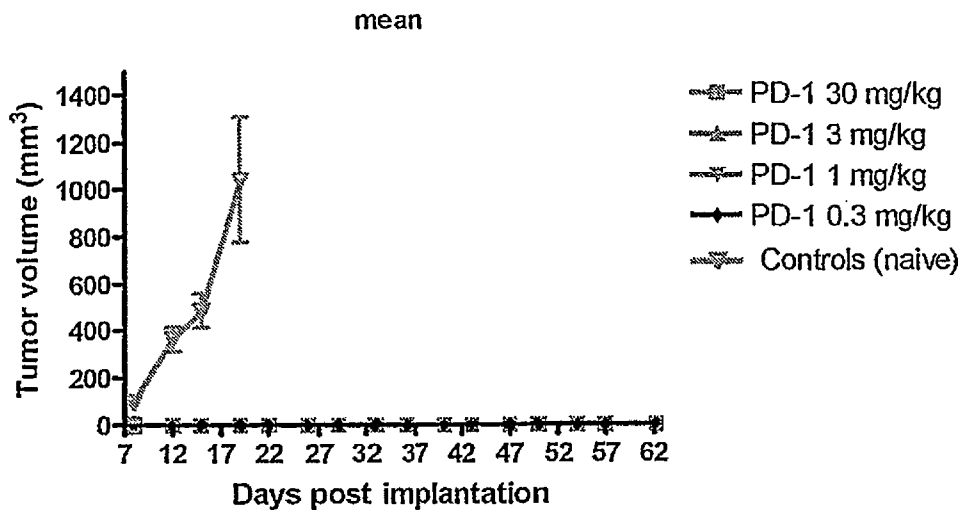 mean
Tumor volume (mm³)
1400
1200
1000
800
600
400
200
0
7 12 17 22 27 32 37 42 47 52 57 62
Days post implantation
PD-1 30 mg/kg
PD-1 3 mg/kg
PD-1 1 mg/kg
PD-1 0.3 mg/kg
Controls (naive)